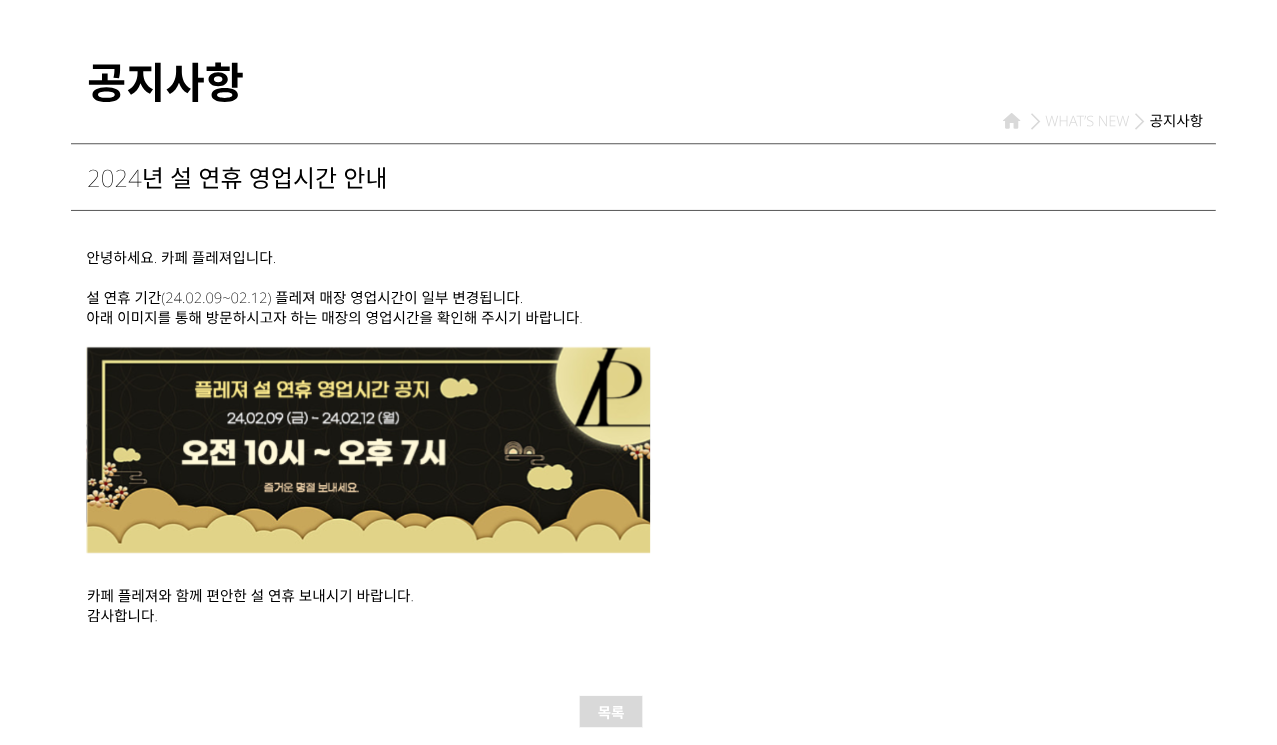 공지사항
WHAT'S NEW 공지사항
2024년 설 연휴 영업시간 안내
안녕하세요. 카페 플레져입니다.
설 연휴 기간(24.02.09~02.12) 플레져 매장 영업시간이 일부 변경됩니다.
아래 이미지를 통해 방문하시고자 하는 매장의 영업시간을 확인해 주시기 바랍니다.
플레져 설 연휴 영업시간 공지
24.02.09 (금) ~ 24.02.12 (월)
오전 10시 ~ 오후 7시
즐거운 명절 보내세요.
카페 플레져와 함께 편안한 설 연휴 보내시기 바랍니다.
감사합니다.
목록